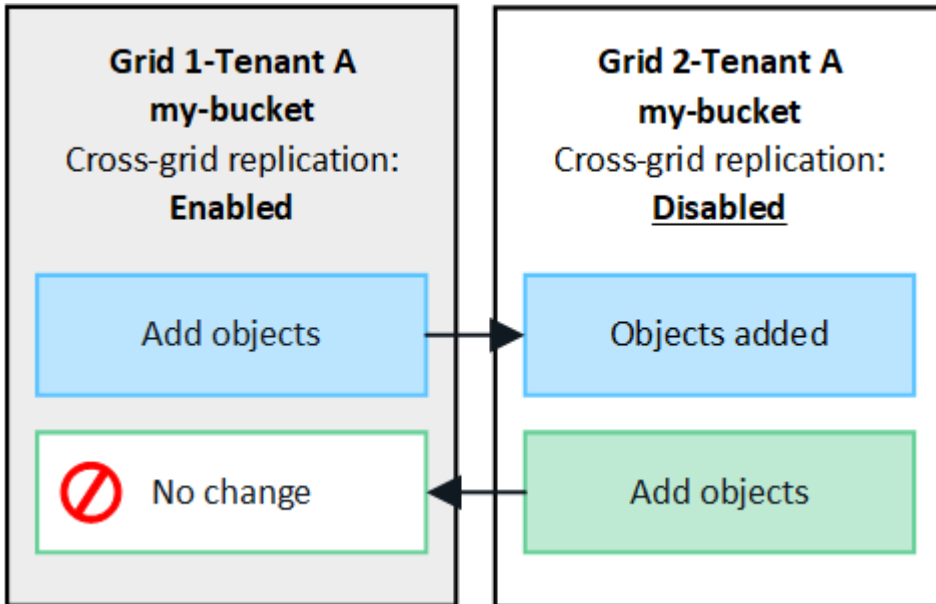 Grid 1-Tenant A
my-bucket
Cross-grid replication:
Enabled
Add objects
No change
Grid 2-Tenant A
my-bucket
Cross-grid replication:
Disabled
Objects added
Add objects